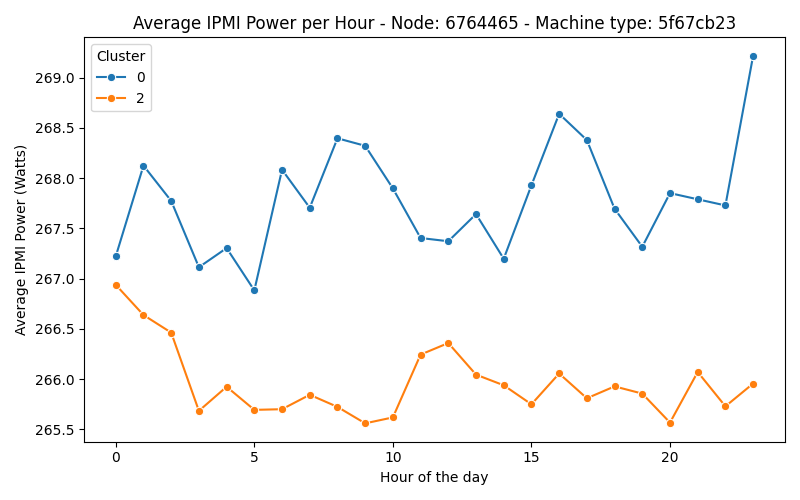 Average IPMI Power per Hour - Node: 6764465 - Machine type: 5f67cb23
Cluster
0
2
Average IPMI Power (Watts)
269.0
268.5
268.0
267.5
267.0
266.5
266.0
265.5
0 5 10 15 20
Hour of the day